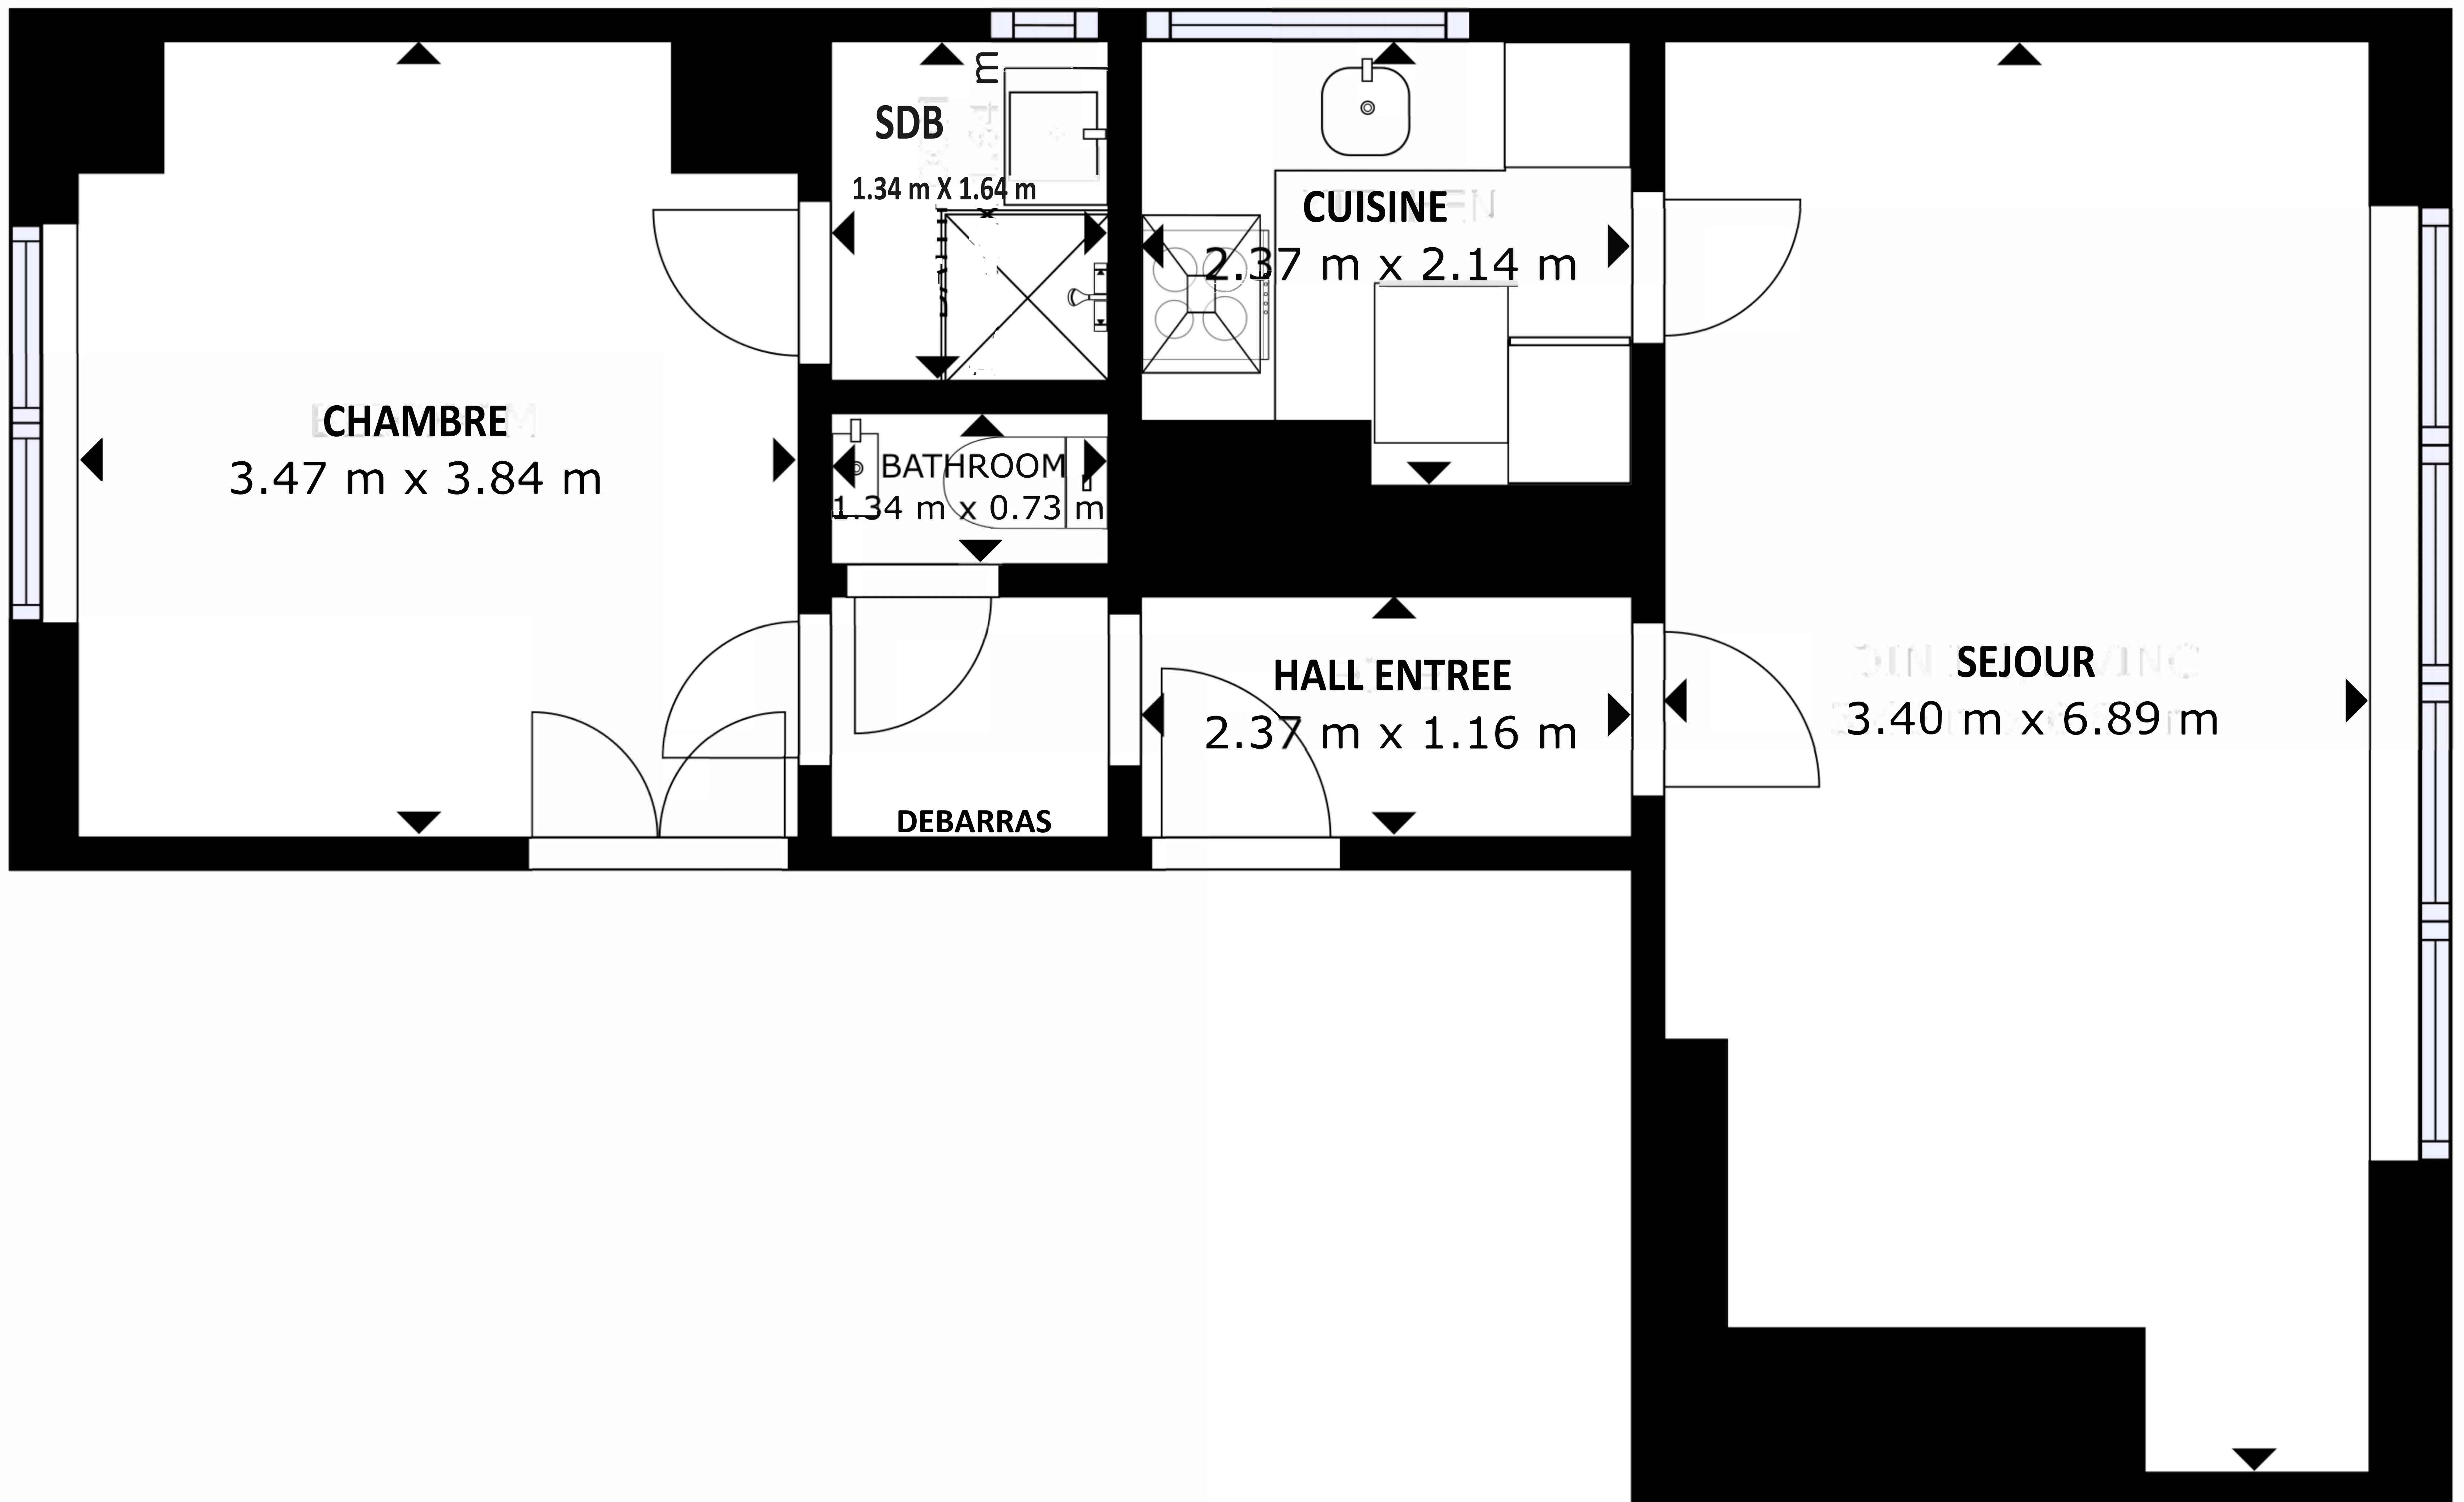 m
SDB
1.34 m X 1.64 m
CUISINE
2.37 m x 2.14 m
CHAMBRE
3.47 m x 3.84 m
BATHROOM
1.34 m x 0.73 m
HALL ENTREE
2.37 m x 1.16 m
SEJOUR
3.40 m x 6.89 m
DEBARRAS